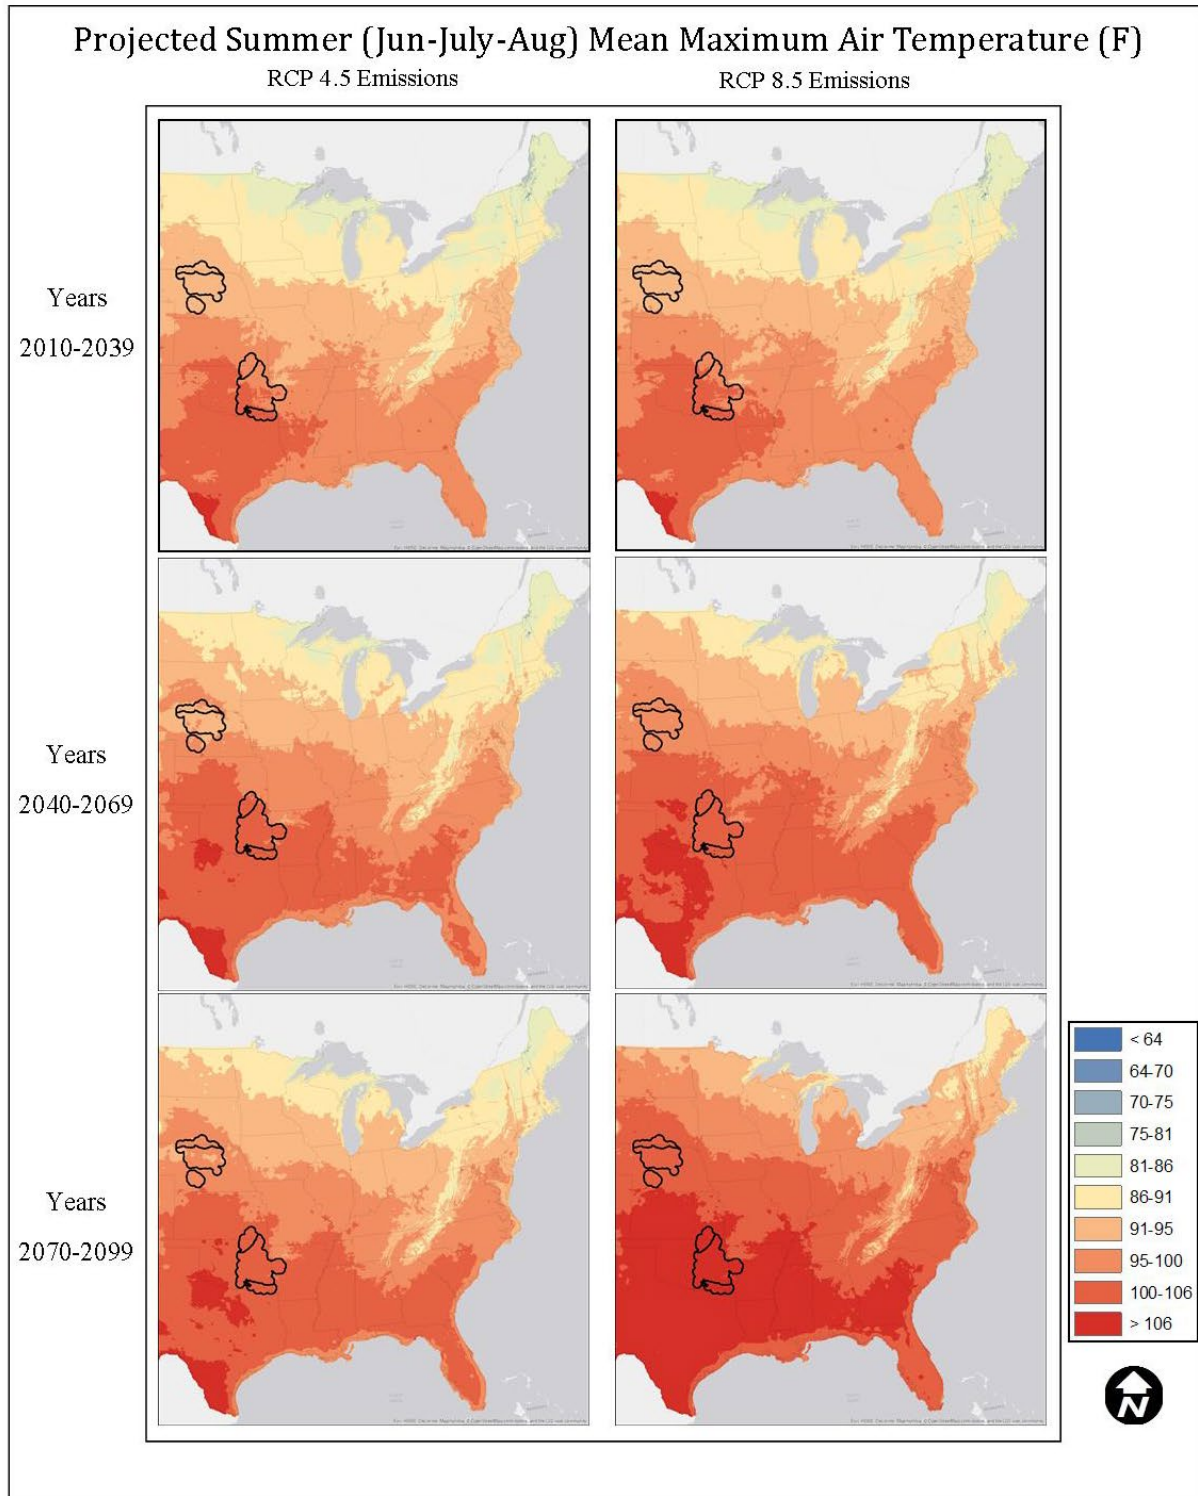 Projected Summer (Jun-July-Aug) Mean Maximum Air Temperature (F)
RCP 4.5 Emissions
RCP 8.5 Emissions
Years
2010-2039
Years
2040-2069
Years
2070-2099
< 64
64-70
70-75
75-81
81-86
86-91
91-95
95-100
100-106
> 106
N